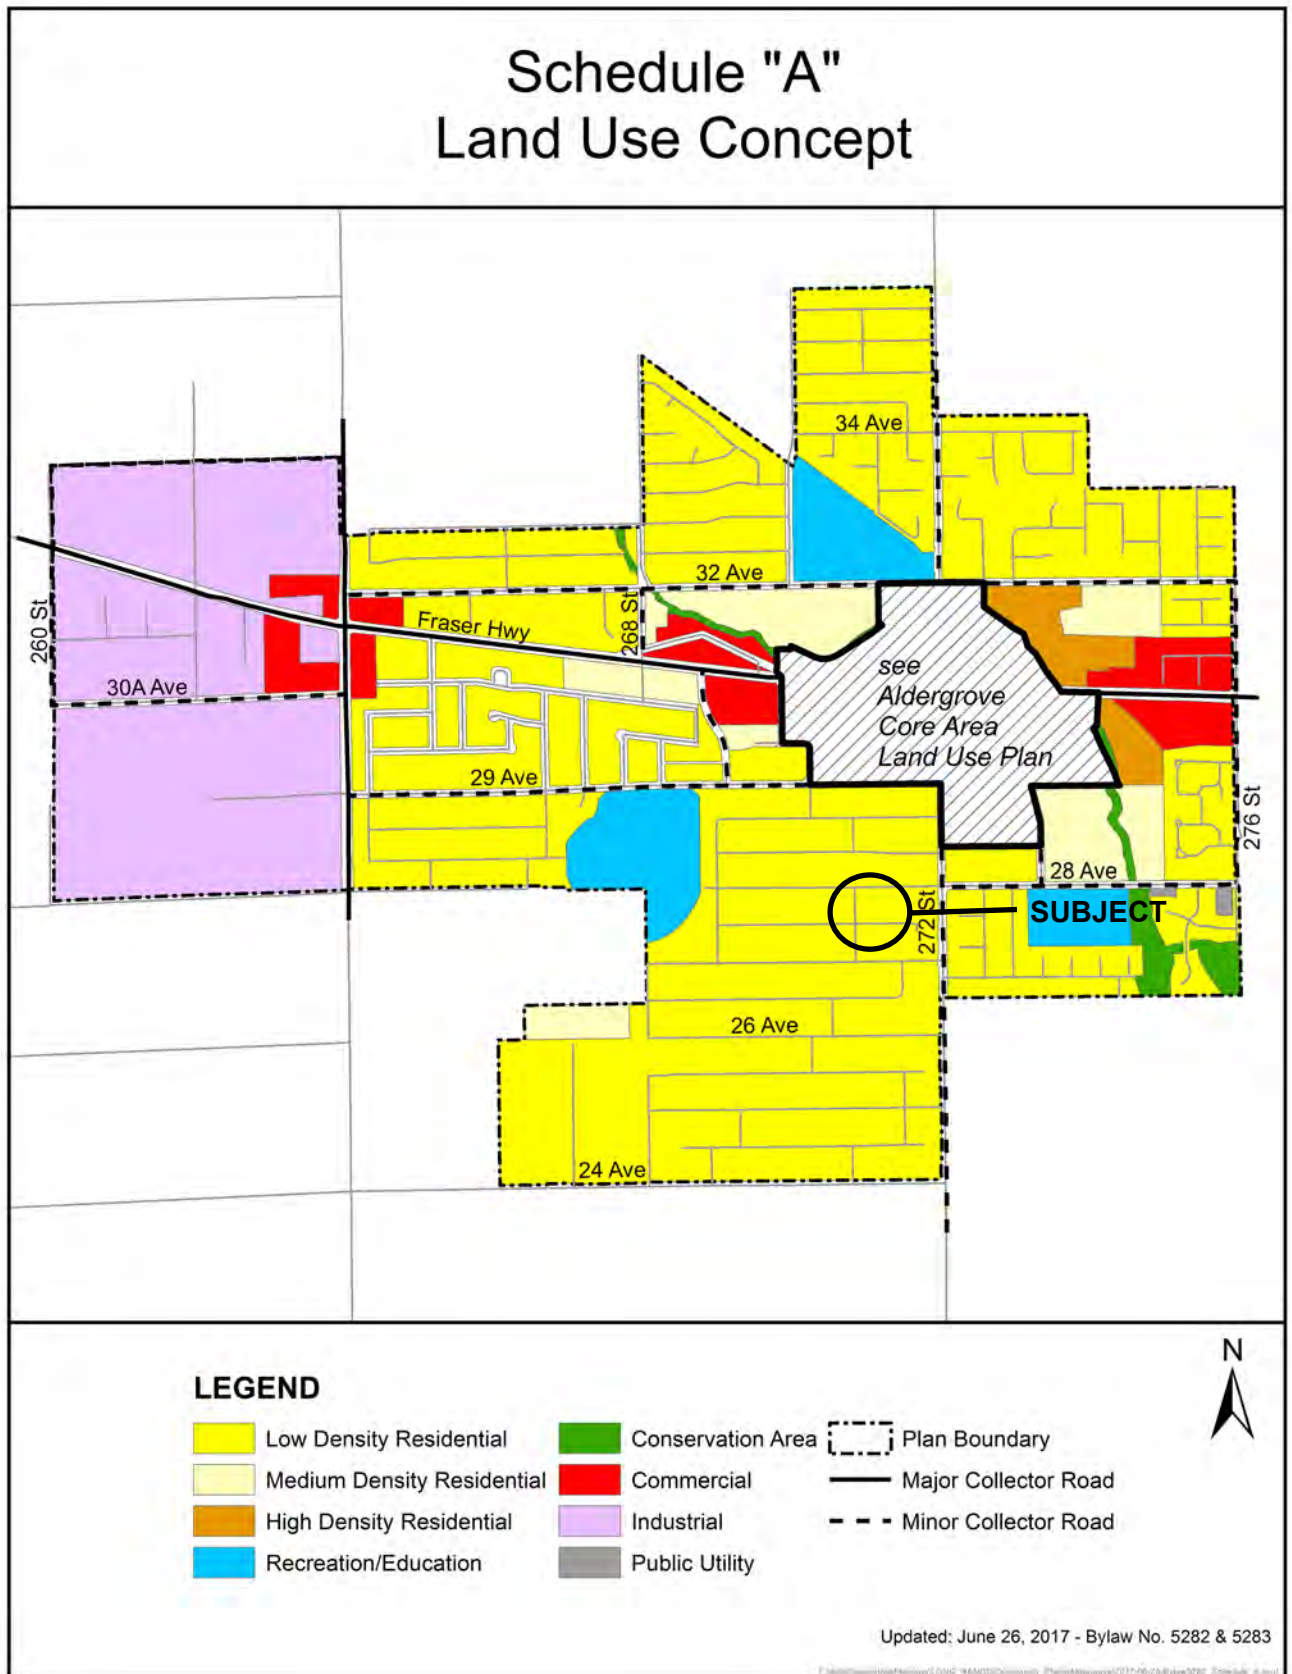 Schedule "A"
Land Use Concept
34 Ave
32 Ave
268 St
Fraser Hwy
260 St
30A Ave
see
Aldergrove
Core Area
Land Use Plan
29 Ave
276 St
28 Ave
272 St
SUBJECT
26 Ave
24 Ave
N
LEGEND
Low Density Residential
Medium Density Residential
High Density Residential
Recreation/Education
Conservation Area
Commercial
Industrial
Public Utility
Plan Boundary
Major Collector Road
Minor Collector Road
Updated: June 26, 2017 - Bylaw No. 5282 & 5283